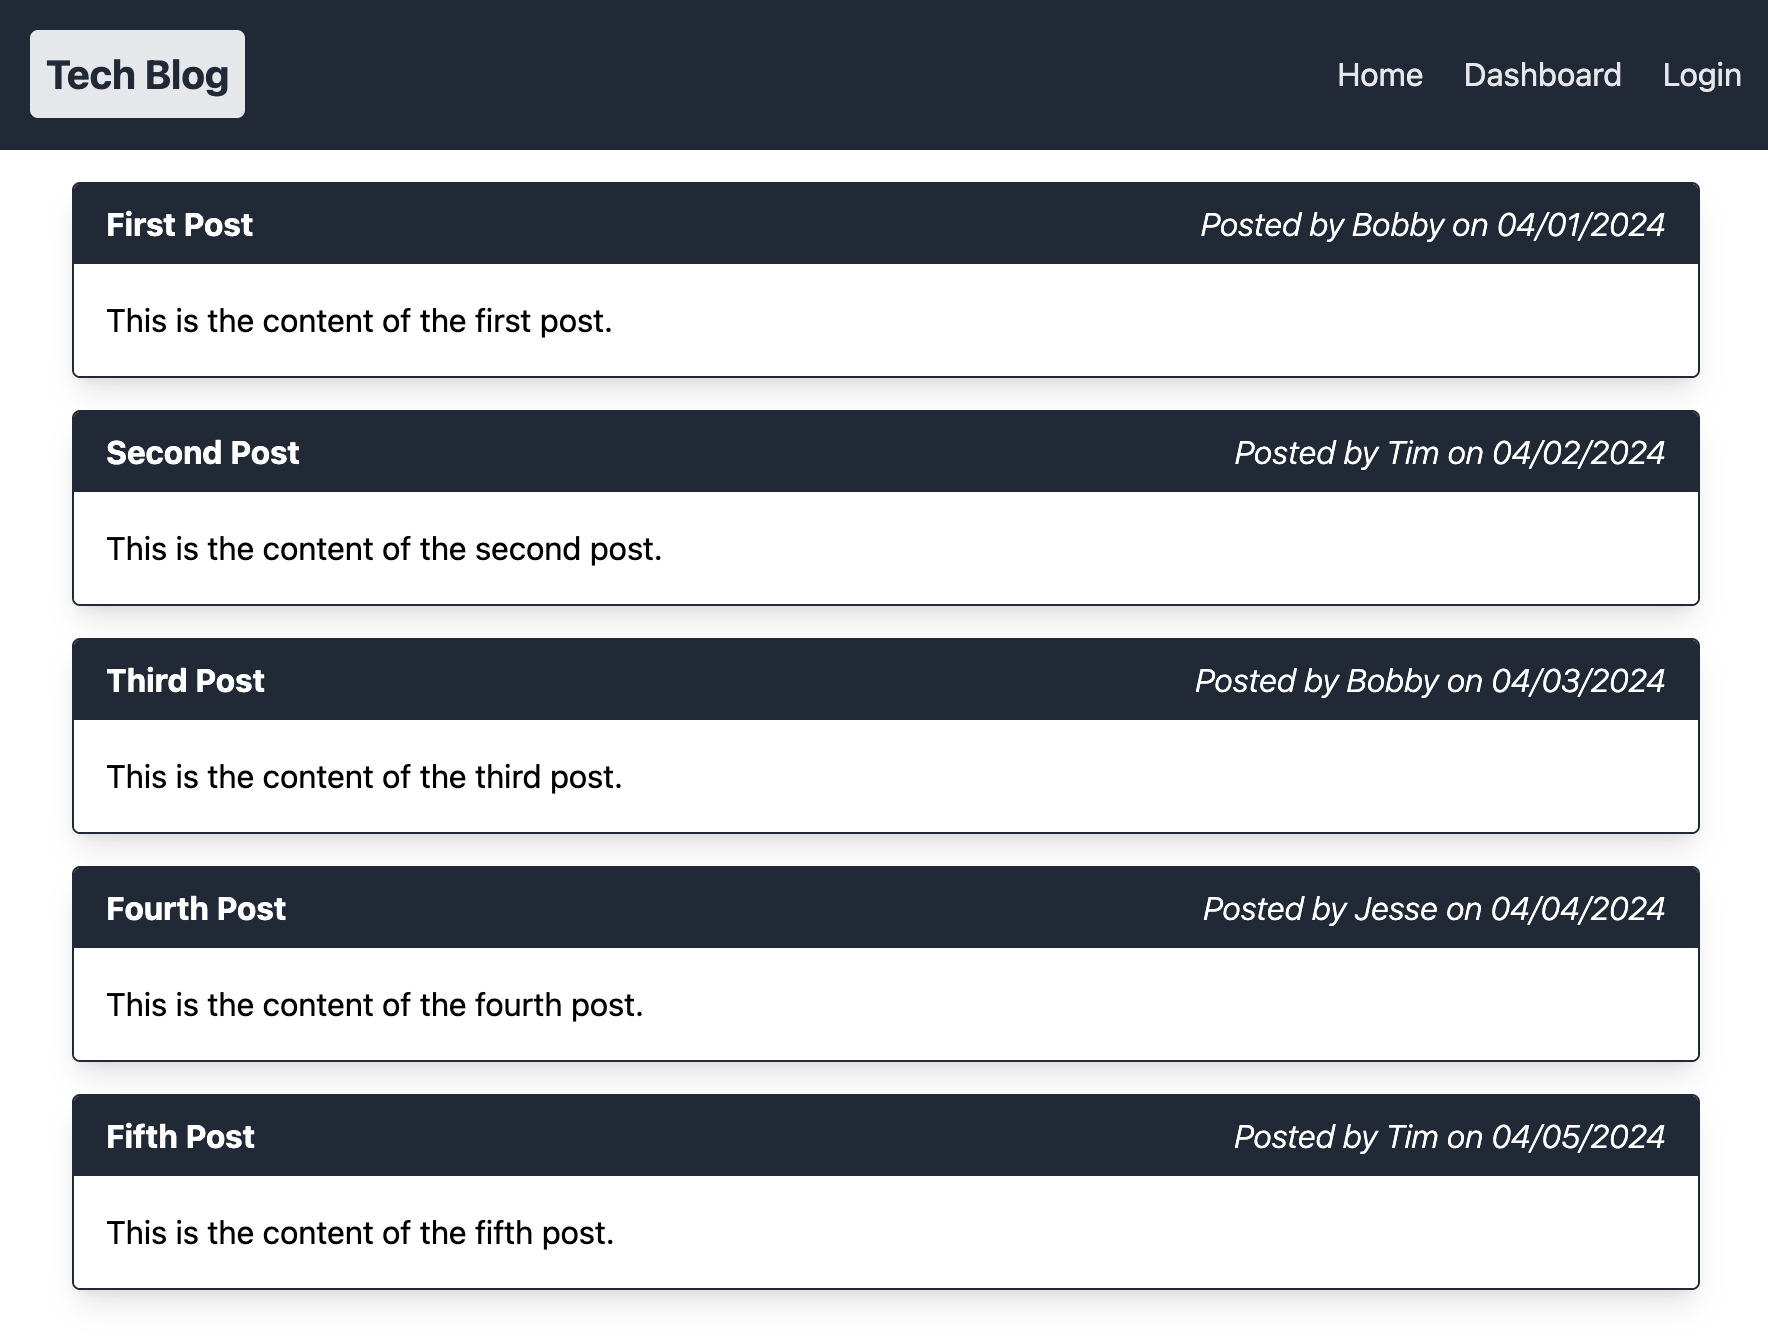 Tech Blog
Home Dashboard Login
First Post Posted by Bobby on 04/01/2024
This is the content of the first post.
Second Post Posted by Tim on 04/02/2024
This is the content of the second post.
Third Post Posted by Bobby on 04/03/2024
This is the content of the third post.
Fourth Post Posted by Jesse on 04/04/2024
This is the content of the fourth post.
Fifth Post Posted by Tim on 04/05/2024
This is the content of the fifth post.